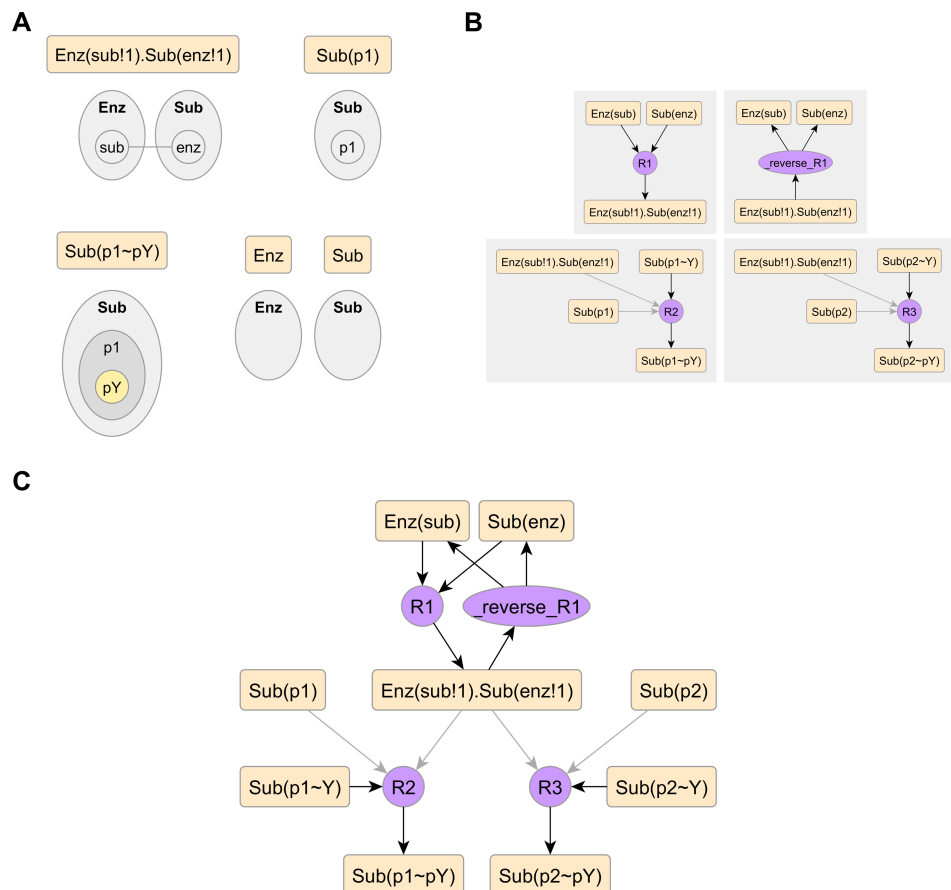 A
Enz(sub!1).Sub(enz!1)
Sub(p1)
Enz
Sub
Sub
sub
enz
p1
Sub(p1~pY)
Enz
Sub
Sub
Enz
Sub
p1
pY
B
Enz(sub)
Sub(enz)
R1
Enz(sub!1).Sub(enz!1)
Enz(sub)
Sub(enz)
_reverse_R1
Enz(sub!1).Sub(enz!1)
Enz(sub!1).Sub(enz!1)
Sub(p1~Y)
Sub(p1)
R2
Sub(p1~pY)
Enz(sub!1).Sub(enz!1)
Sub(p2~Y)
Sub(p2)
R3
Sub(p2~pY)
C
Enz(sub)
Sub(enz)
R1
_reverse_R1
Sub(p1)
Enz(sub!1).Sub(enz!1)
Sub(p2)
Sub(p1~Y)
R2
R3
Sub(p2~Y)
Sub(p1~pY)
Sub(p2~pY)